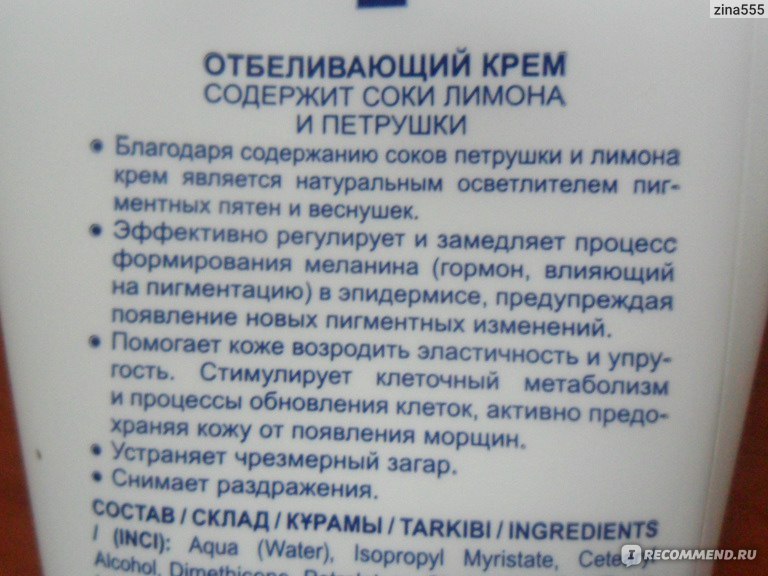 zina555
ОТБЕЛИВАЮЩИЙ КРЕМ
СОДЕРЖИТ СОКИ ЛИМОНА
И ПЕТРУШКИ
• Благодаря содержанию соков петрушки и лимона
крем является натуральным осветлителем пиг-
ментных пятен и веснушек.
• Эффективно регулирует и замедляет процесс
формирования меланина (гормон, влияющий
на пигментацию) в эпидермисе, предупреждая
появление новых пигментных изменений.
• Помогает коже возродить эластичность и упру-
гость. Стимулирует клеточный метаболизм
и процессы обновления клеток, активно предо-
храняя кожу от появления морщин.
• Устраняет чрезмерный загар.
• Снимает раздражения.
СОСТАВ / СКЛАД / ҚҰРАМЫ / TARKIBI / INGREDIENTS
/ (INCI): Aqua (Water), Isopropyl Myristate,
Alcohol, Dimethicone,
IRECOMMEND.RU